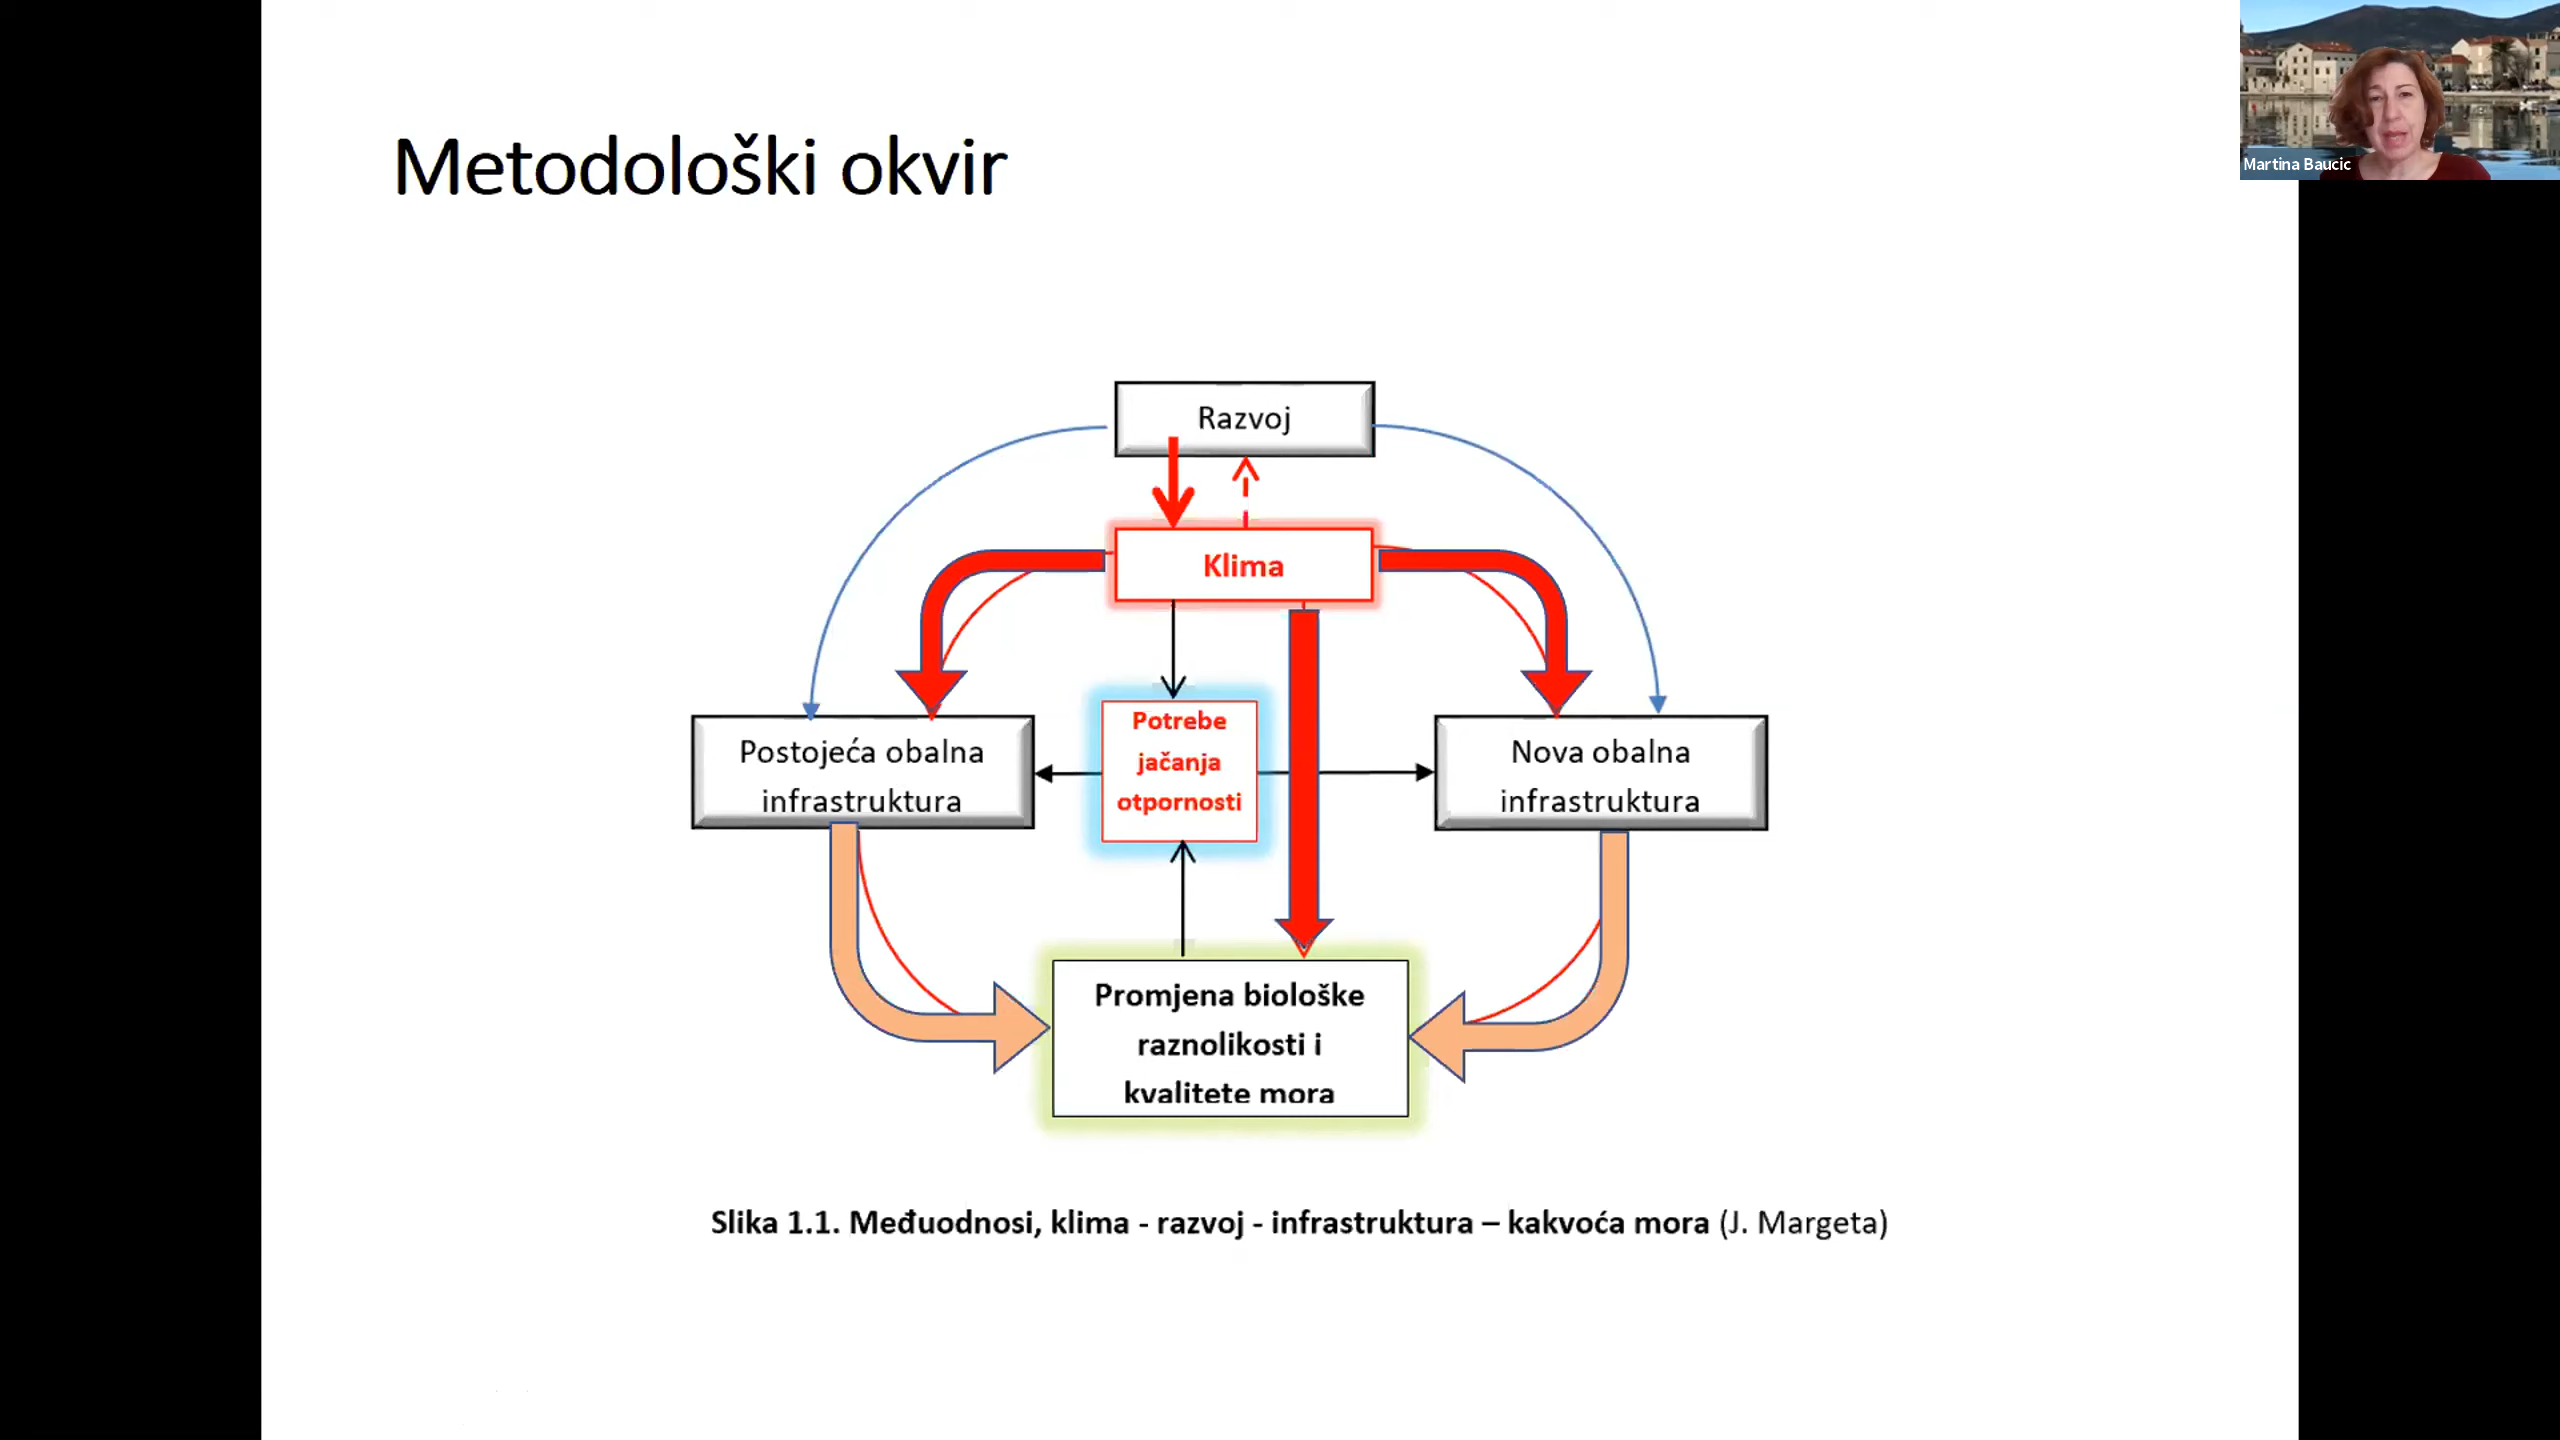 Metodološki okvir
Martina Baucic
Razvoj
Klima
Postojeća obalna
infrastruktura
Potrebe
jačanja
otpornosti
Nova obalna
infrastruktura
Promjena biološke
raznolikosti i
kvalitete mora
Slika 1.1. Međuodnosi, klima - razvoj - infrastruktura – kakvoća mora (J. Margeta)